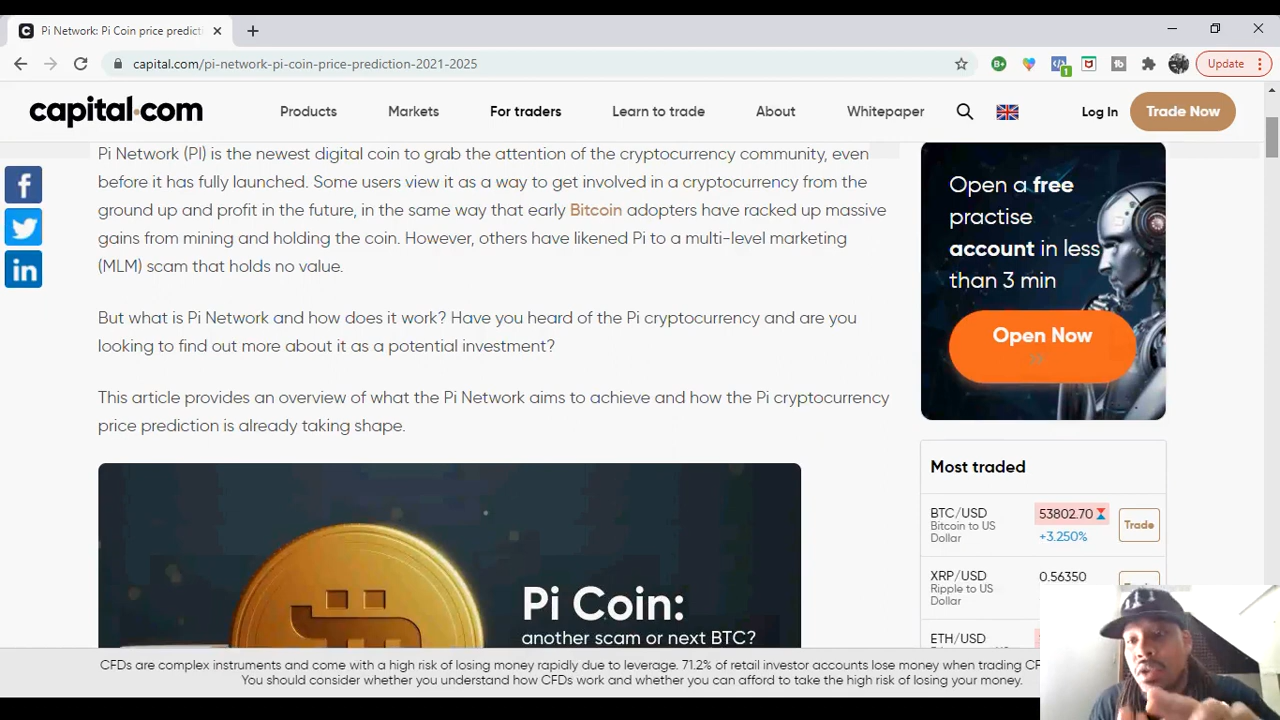 Pi Network: Pi Coin price predicti
capital.com/pi-network-pi-coin-price-prediction-2021-2025
Update
capital.com
Products
Markets
For traders
Learn to trade
About
Whitepaper
Log In
Trade Now
Pi Network (PI) is the newest digital coin to grab the attention of the cryptocurrency community, even
before it has fully launched. Some users view it as a way to get involved in a cryptocurrency from the
ground up and profit in the future, in the same way that early Bitcoin adopters have racked up massive
gains from mining and holding the coin. However, others have likened Pi to a multi-level marketing
(MLM) scam that holds no value.
But what is Pi Network and how does it work? Have you heard of the Pi cryptocurrency and are you
looking to find out more about it as a potential investment?
This article provides an overview of what the Pi Network aims to achieve and how the Pi cryptocurrency
price prediction is already taking shape.
Pi Coin:
another scam or next BTC?
Open a free
practise
account in less
than 3 min
Open Now
Most traded
BTC/USD
Bitcoin to US
Dollar
53802.70
+3.250%
Trade
XRP/USD
Ripple to US
Dollar
0.56350
ETH/USD
CFDs are complex instruments and come with a high risk of losing money rapidly due to leverage. 71.2% of retail investor accounts lose money when trading CF
You should consider whether you understand how CFDs work and whether you can afford to take the high risk of losing your money.